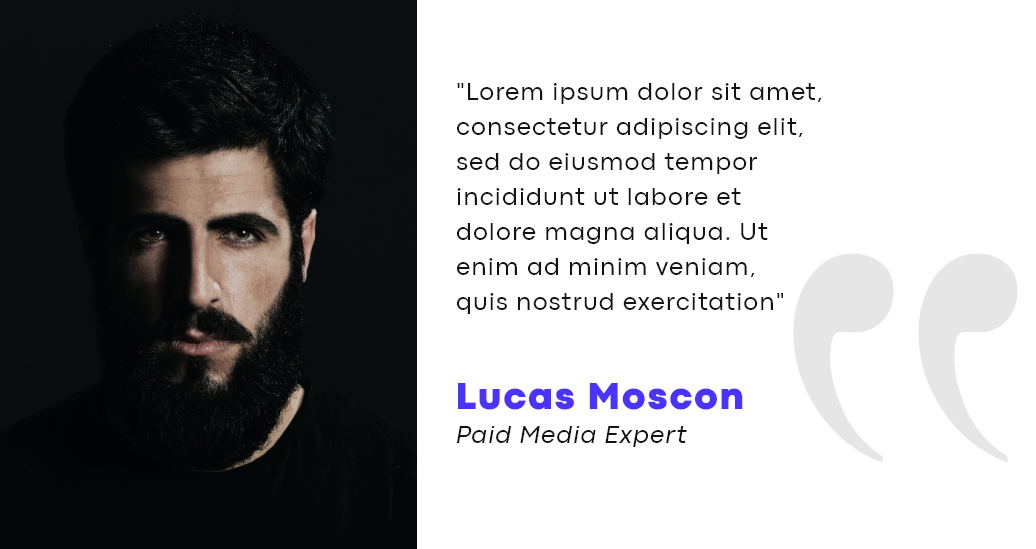 "Lorem ipsum dolor sit amet,
consectetur adipiscing elit,
sed do eiusmod tempor
incididunt ut labore et
dolore magna aliqua. Ut
enim ad minim veniam,
quis nostrud exercitation"
Lucas Moscon
Paid Media Expert